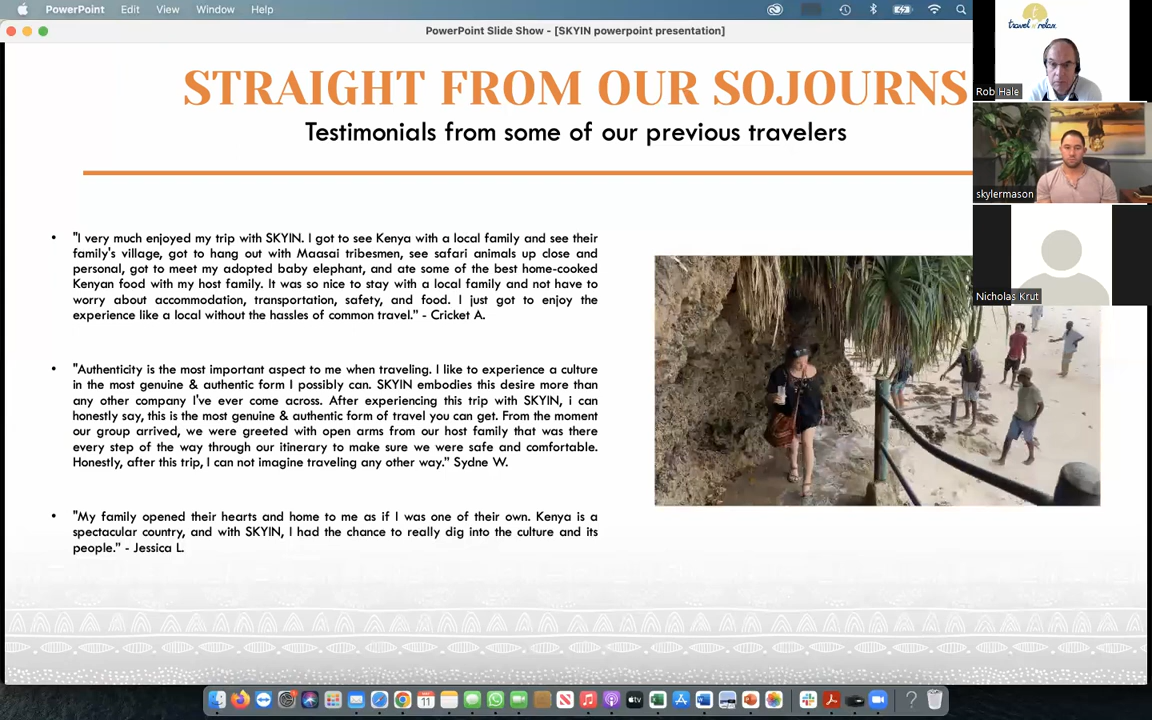 PowerPoint Edit View Window Help
PowerPoint Slide Show - [SKYIN powerpoint presentation]
travel n relax
Rob Hale
skylermason
Nicholas Krut
STRAIGHT FROM OUR SOJOURNS
Testimonials from some of our previous travelers
• "I very much enjoyed my trip with SKYIN. I got to see Kenya with a local family and see their
family's village, got to hang out with Maasai tribesmen, see safari animals up close and
personal, got to meet my adopted baby elephant, and ate some of the best home-cooked
Kenyan food with my host family. It was so nice to stay with a local family and not have to
worry about accommodation, transportation, safety, and food. I just got to enjoy the
experience like a local without the hassles of common travel." - Cricket A.
• "Authenticity is the most important aspect to me when traveling. I like to experience a culture
in the most genuine & authentic form I possibly can. SKYIN embodies this desire more than
any other company I've ever come across. After experiencing this trip with SKYIN, i can
honestly say, this is the most genuine & authentic form of travel you can get. From the moment
our group arrived, we were greeted with open arms from our host family that was there
every step of the way through our itinerary to make sure we were safe and comfortable.
Honestly, after this trip, I can not imagine traveling any other way." Sydne W.
• "My family opened their hearts and home to me as if I was one of their own. Kenya is a
spectacular country, and with SKYIN, I had the chance to really dig into the culture and its
people." - Jessica L.
11
tv